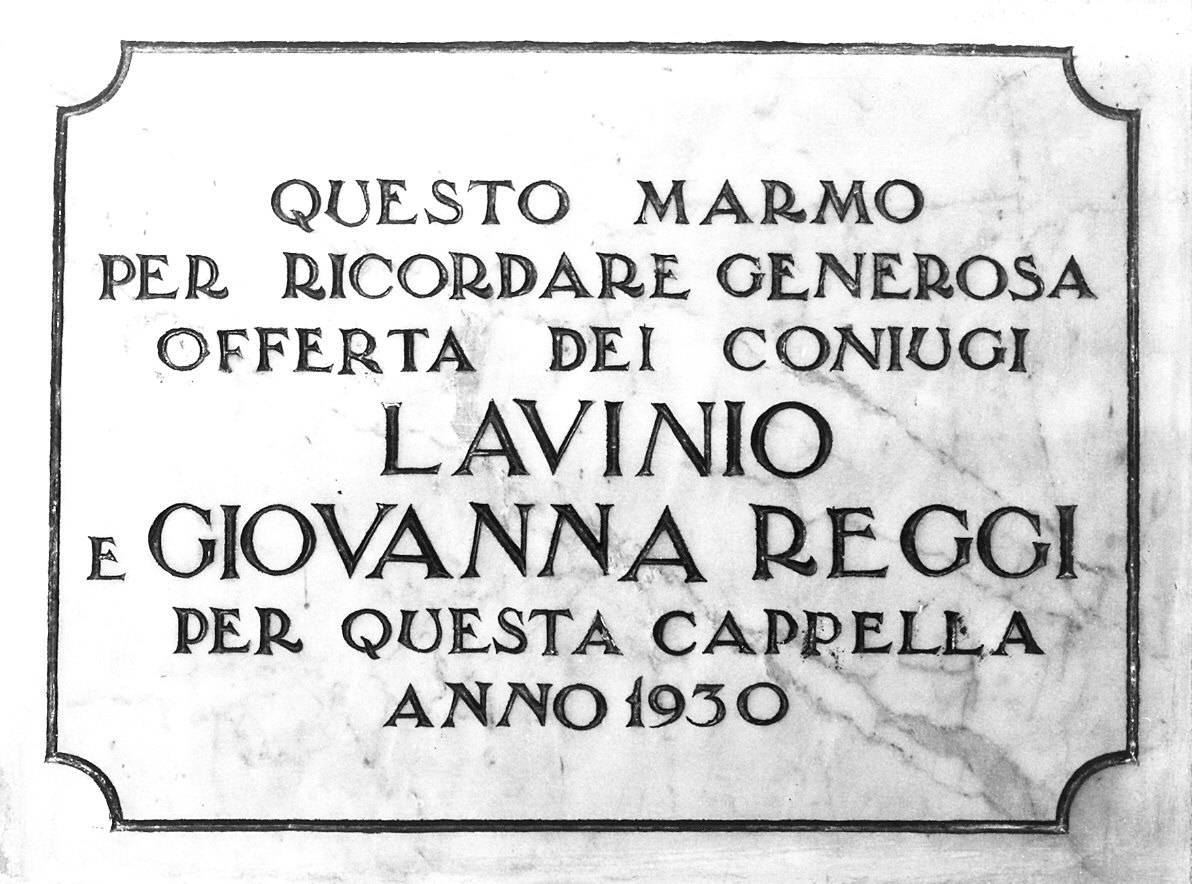 QUESTO MARMO
PER RICORDARE GENEROSA
OFFERTA DEI CONIUGI
LAVINIO
E GIOVANNA REGGI
PER QUESTA CAPPELLA
ANNO 1930